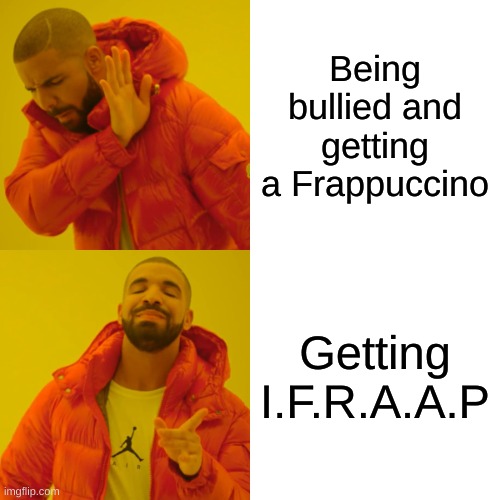 Being
bullied and
getting
a Frappuccino
Getting
I.F.R.A.A.P
imgflip.com